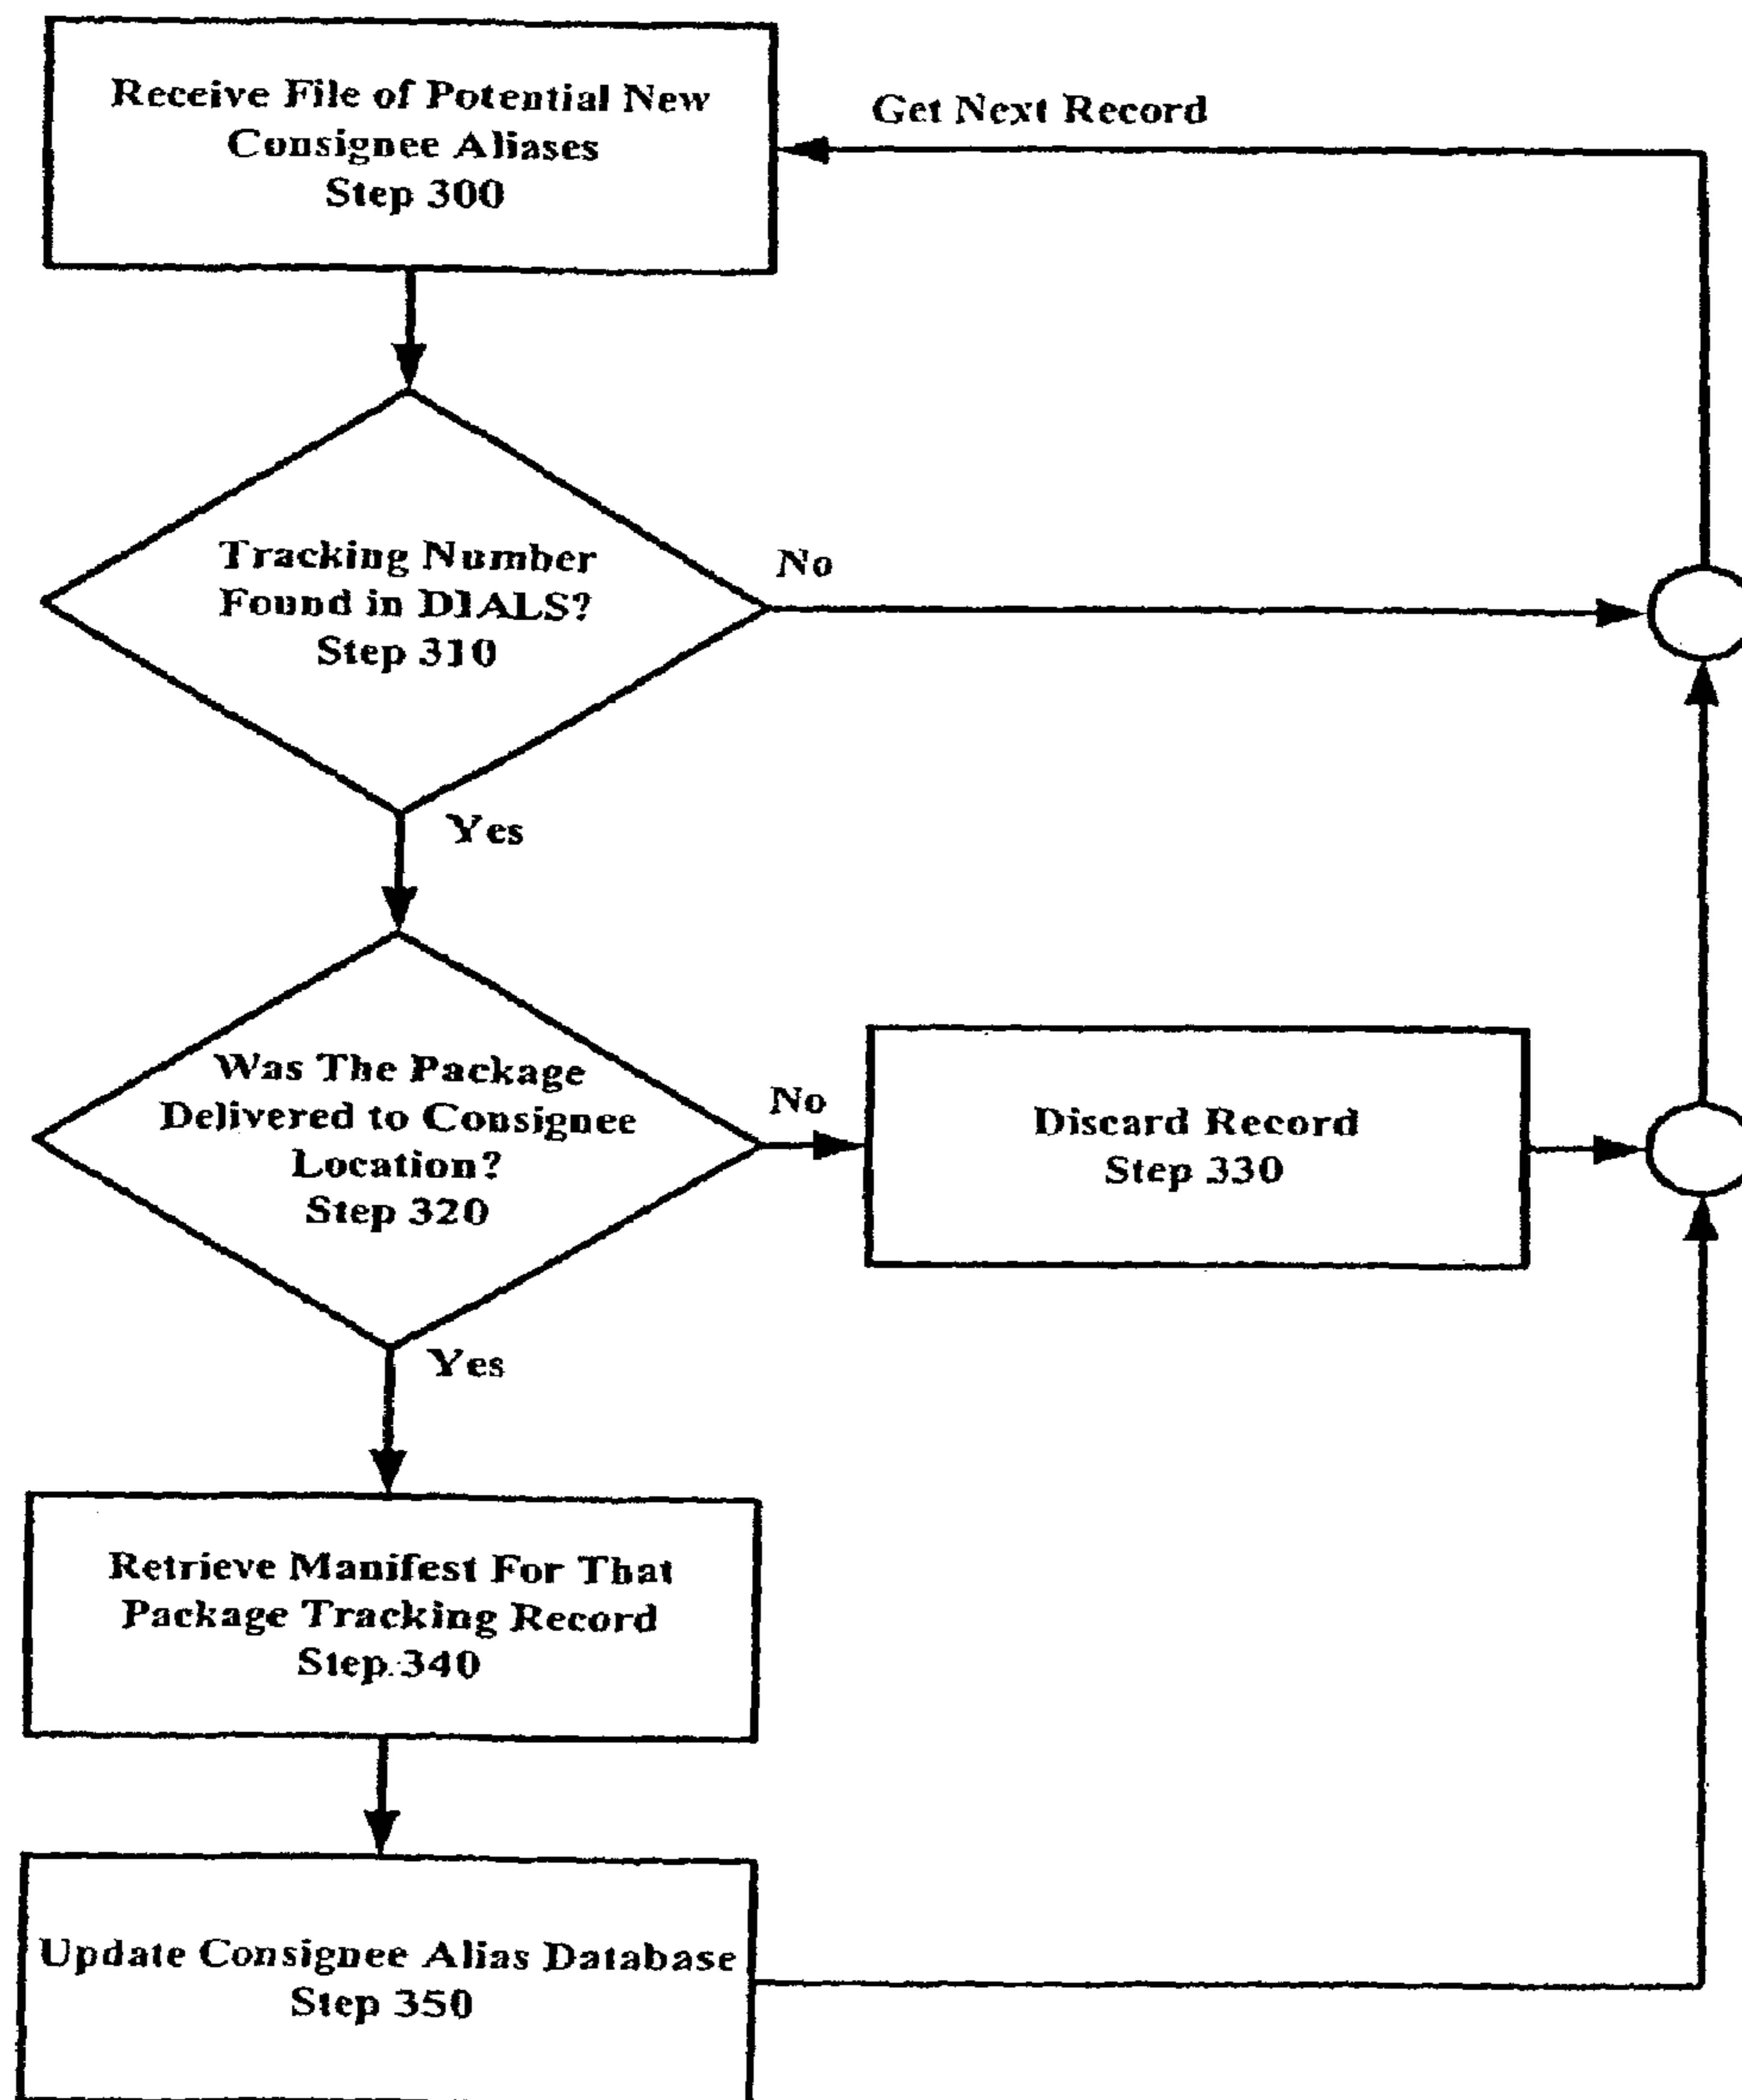 Receive File of Potential New
Consignee Aliases
Step 300
Get Next Record
Tracking Number
Found in DIALS?
Step 310
No
Yes
Was The Package
Delivered to Consignee
Location?
Step 320
No
Discard Record
Step 330
Yes
Retrieve Manifest For That
Package Tracking Record
Step 340
Update Consignee Alias Database
Step 350